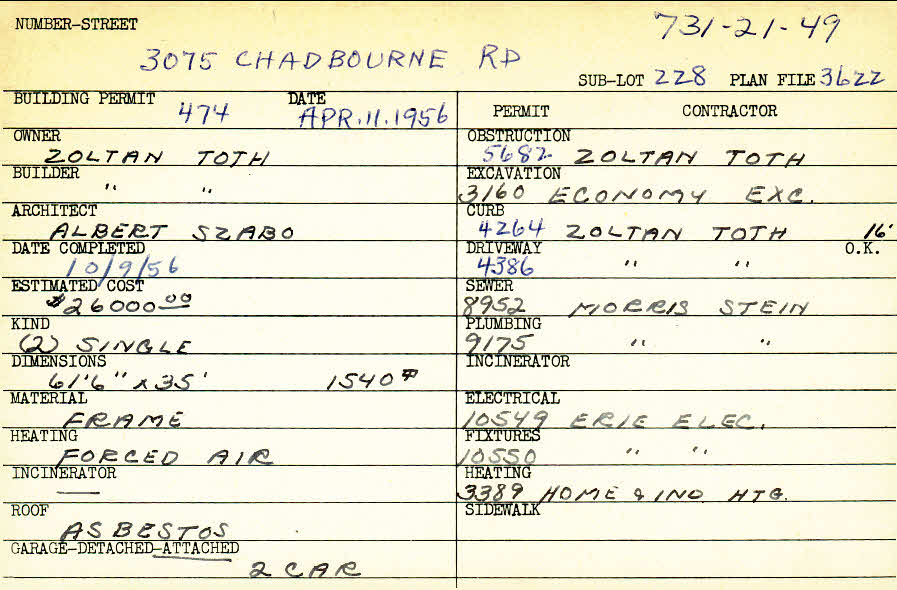 NUMBER-STREET
731-21-49
3075 CHADBOURNE RD
SUB-LOT 228 PLAN FILE 3622
BUILDING PERMIT 474 DATE APR. 11. 1956
OWNER
ZOLTAN TOTH
BUILDER
" "
ARCHITECT
ALBERT SZABO
DATE COMPLETED
10/9/56
ESTIMATED COST
$26000.00
KIND
(2) SINGLE
DIMENSIONS
61'6" x 35' 1540
MATERIAL
FRAME
HEATING
FORCED AIR
INCINERATOR
—
ROOF
ASBESTOS
GARAGE-DETACHED-ATTACHED
2 CAR
PERMIT CONTRACTOR
OBSTRUCTION
5682 ZOLTAN TOTH
EXCAVATION
3160 ECONOMY EXC.
CURB
4264 ZOLTAN TOTH 16'
DRIVEWAY O.K.
4386 " "
SEWER
8952 MORRIS STEIN
PLUMBING
9175 " "
INCINERATOR
ELECTRICAL
10549 ERIE ELEC.
FIXTURES
10550 " "
HEATING
3389 HOME & IND HTG.
SIDEWALK